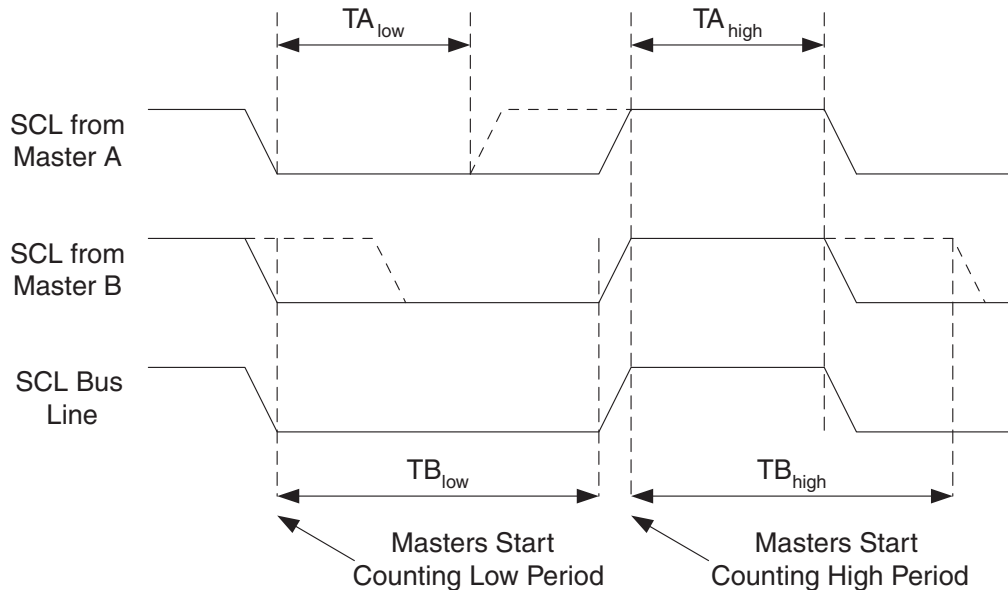 TA low
TA high
SCL from
Master A
SCL from
Master B
SCL Bus
Line
TB low
TB high
Masters Start
Counting Low Period
Masters Start
Counting High Period